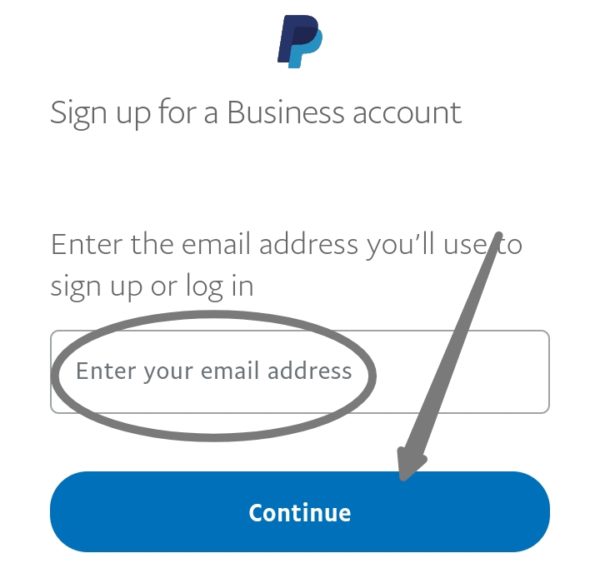 Sign up for a Business account
Enter the email address you'll use to
sign up or log in
Enter your email address
Continue